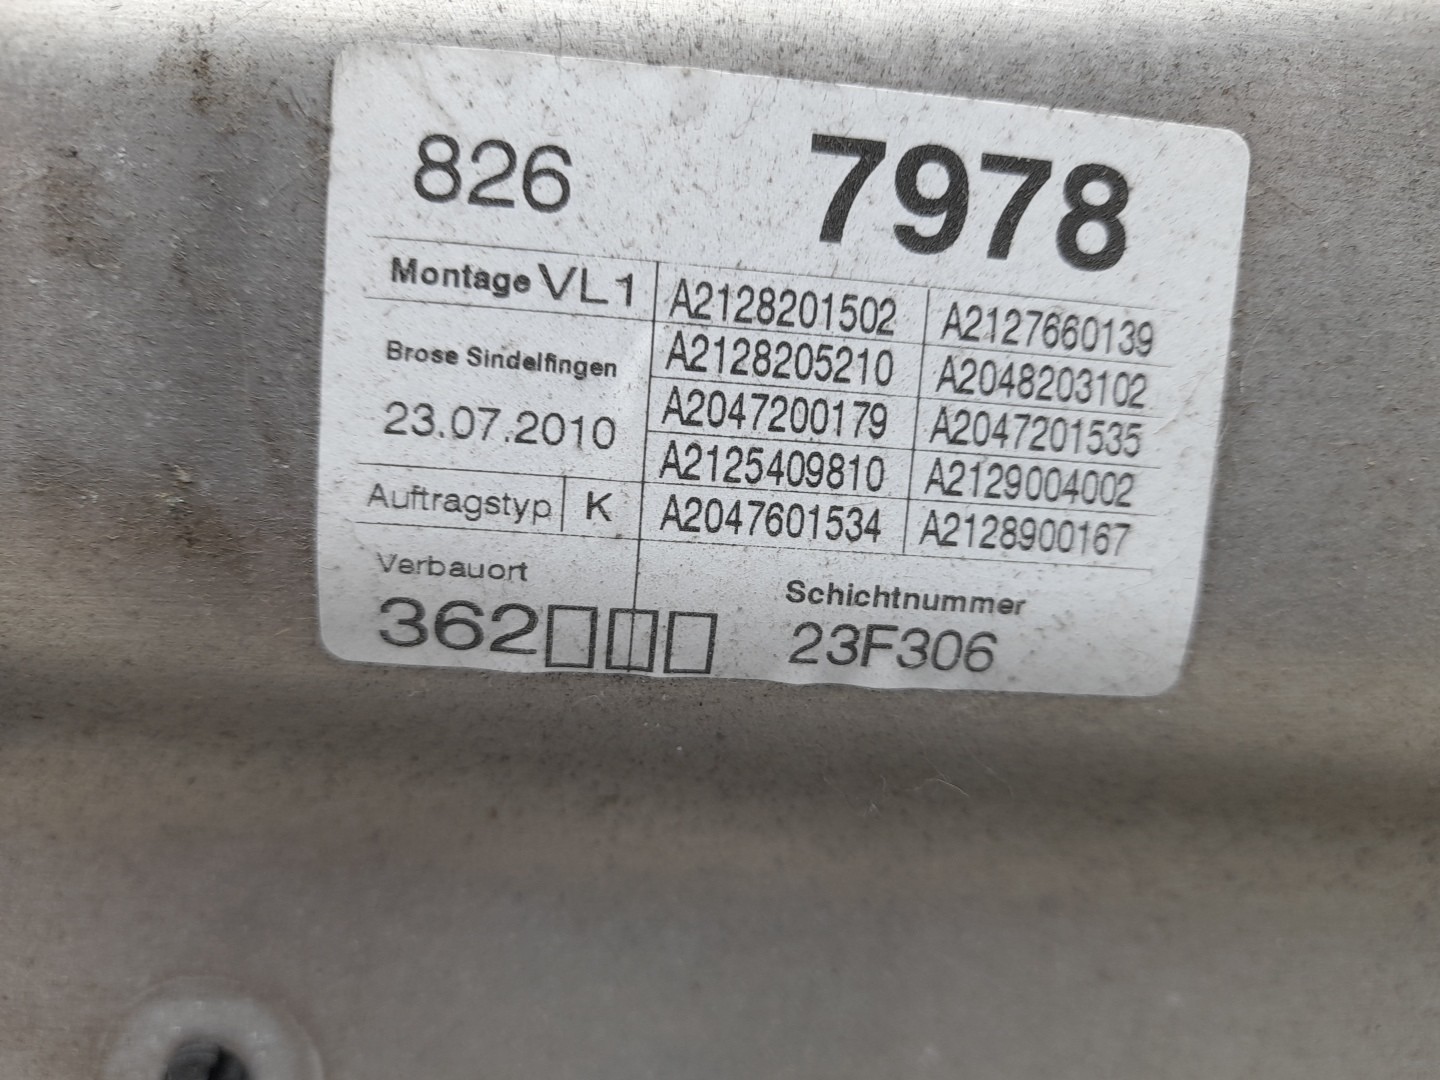 826 7978
Montage VL1 A2128201502 A2127660139
A2128205210 A2048203102
Brose Sindelfingen
A2047200179 A2047201535
23.07.2010
A2125409810 A2129004002
Auftragstyp K A2047601534 A2128900167
Verbauort
362□□□
Schichtnummer
23F306